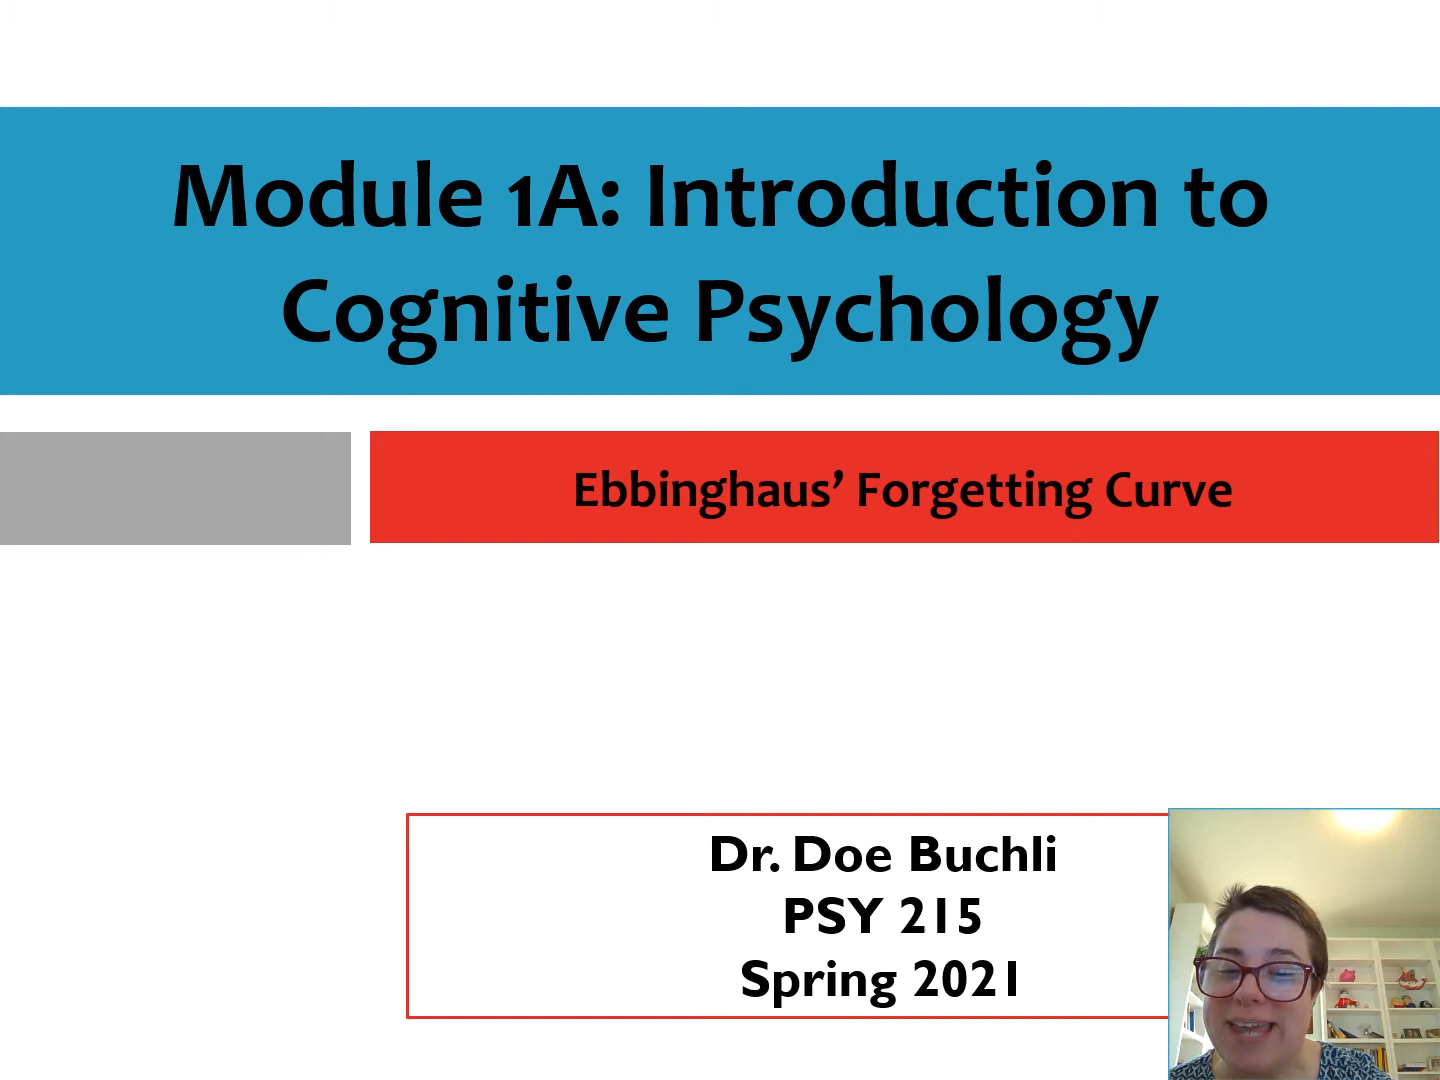 Module 1A: Introduction to
Cognitive Psychology
Ebbinghaus’ Forgetting Curve
Dr. Doe Buchli
PSY 215
Spring 2021